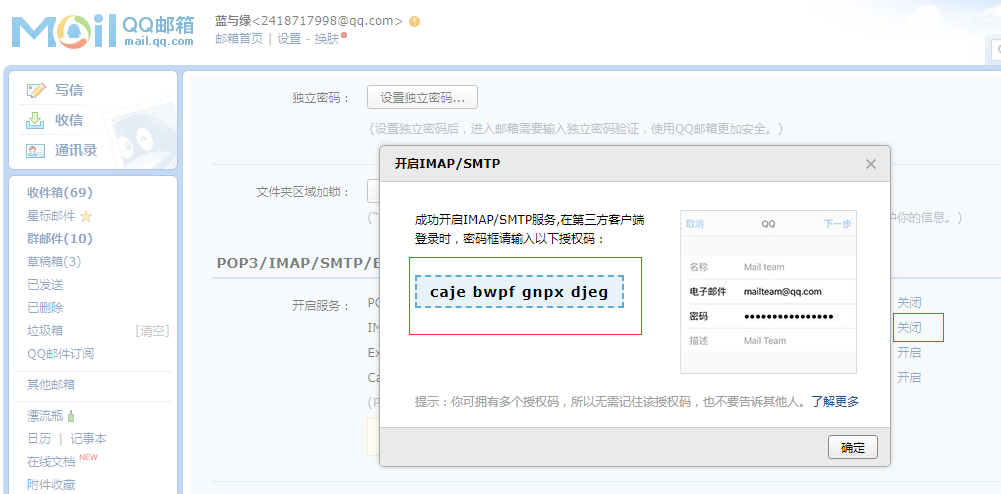 Mail QQ邮箱
mail.qq.com
蓝与绿<2418717998@qq.com>
邮箱首页 | 设置 - 换肤
写信
收信
通讯录
收件箱(69)
星标邮件
群邮件(10)
草稿箱(3)
已发送
已删除
垃圾箱 [清空]
QQ邮件订阅
其他邮箱
漂流瓶
日历 | 记事本
在线文档 NEW
附件收藏
独立密码： 设置独立密码...
(设置独立密码后，进入邮箱需要输入独立密码验证，使用QQ邮箱更加安全。)
文件夹区域加锁：
你的信息。)
POP3/IMAP/SMTP/E
开启服务： PO 关闭
IM 关闭
Ex 开启
Ca 开启
开启IMAP/SMTP
成功开启IMAP/SMTP服务,在第三方客户端
登录时，密码框请输入以下授权码：
caje bwpf gnpx djeg
取消 QQ 下一步
名称 Mail team
电子邮件 mailteam@qq.com
密码 ●●●●●●●●●●●●●●●●
描述 Mail Team
提示：你可拥有多个授权码，所以无需记住该授权码，也不要告诉其他人。了解更多
确定